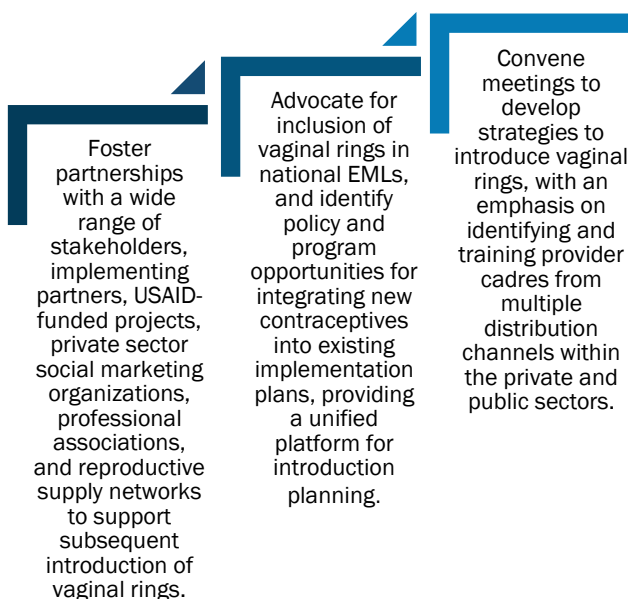 Foster
partnerships
with a wide
range of
stakeholders,
implementing
partners, USAID-
funded projects,
private sector
social marketing
organizations,
professional
associations,
and reproductive
supply networks
to support
subsequent
introduction of
vaginal rings.
Advocate for
inclusion of
vaginal rings in
national EMLs,
and identify
policy and
program
opportunities for
integrating new
contraceptives
into existing
implementation
plans, providing
a unified
platform for
introduction
planning.
Convene
meetings to
develop
strategies to
introduce vaginal
rings, with an
emphasis on
identifying and
training provider
cadres from
multiple
distribution
channels within
the private and
public sectors.